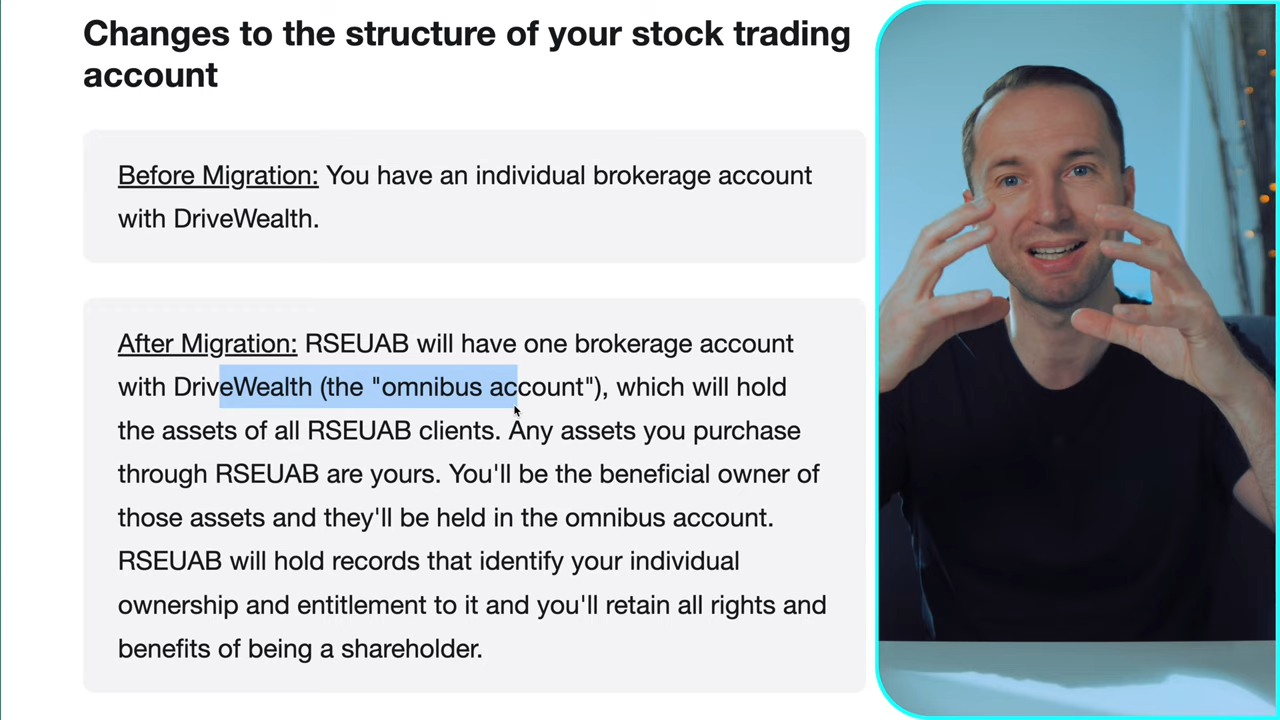 Changes to the structure of your stock trading
account
Before Migration: You have an individual brokerage account
with DriveWealth.
After Migration: RSEUAB will have one brokerage account
with DriveWealth (the "omnibus account"), which will hold
the assets of all RSEUAB clients. Any assets you purchase
through RSEUAB are yours. You'll be the beneficial owner of
those assets and they'll be held in the omnibus account.
RSEUAB will hold records that identify your individual
ownership and entitlement to it and you'll retain all rights and
benefits of being a shareholder.